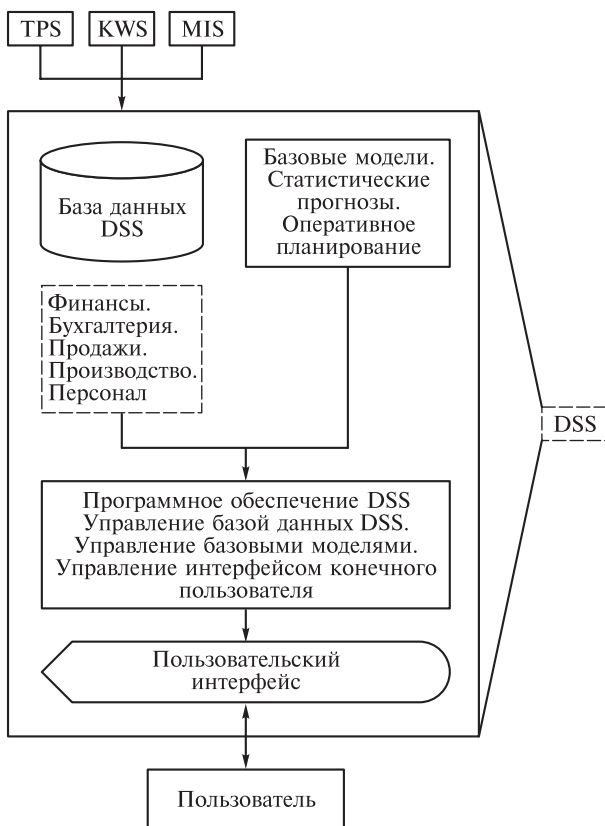 TPS
KWS
MIS
База данных
DSS
Базовые модели.
Статистические
прогнозы.
Оперативное
планирование
Финансы.
Бухгалтерия.
Продажи.
Производство.
Персонал
DSS
Программное обеспечение DSS
Управление базой данных DSS.
Управление базовыми моделями.
Управление интерфейсом конечного
пользователя
Пользовательский
интерфейс
Пользователь